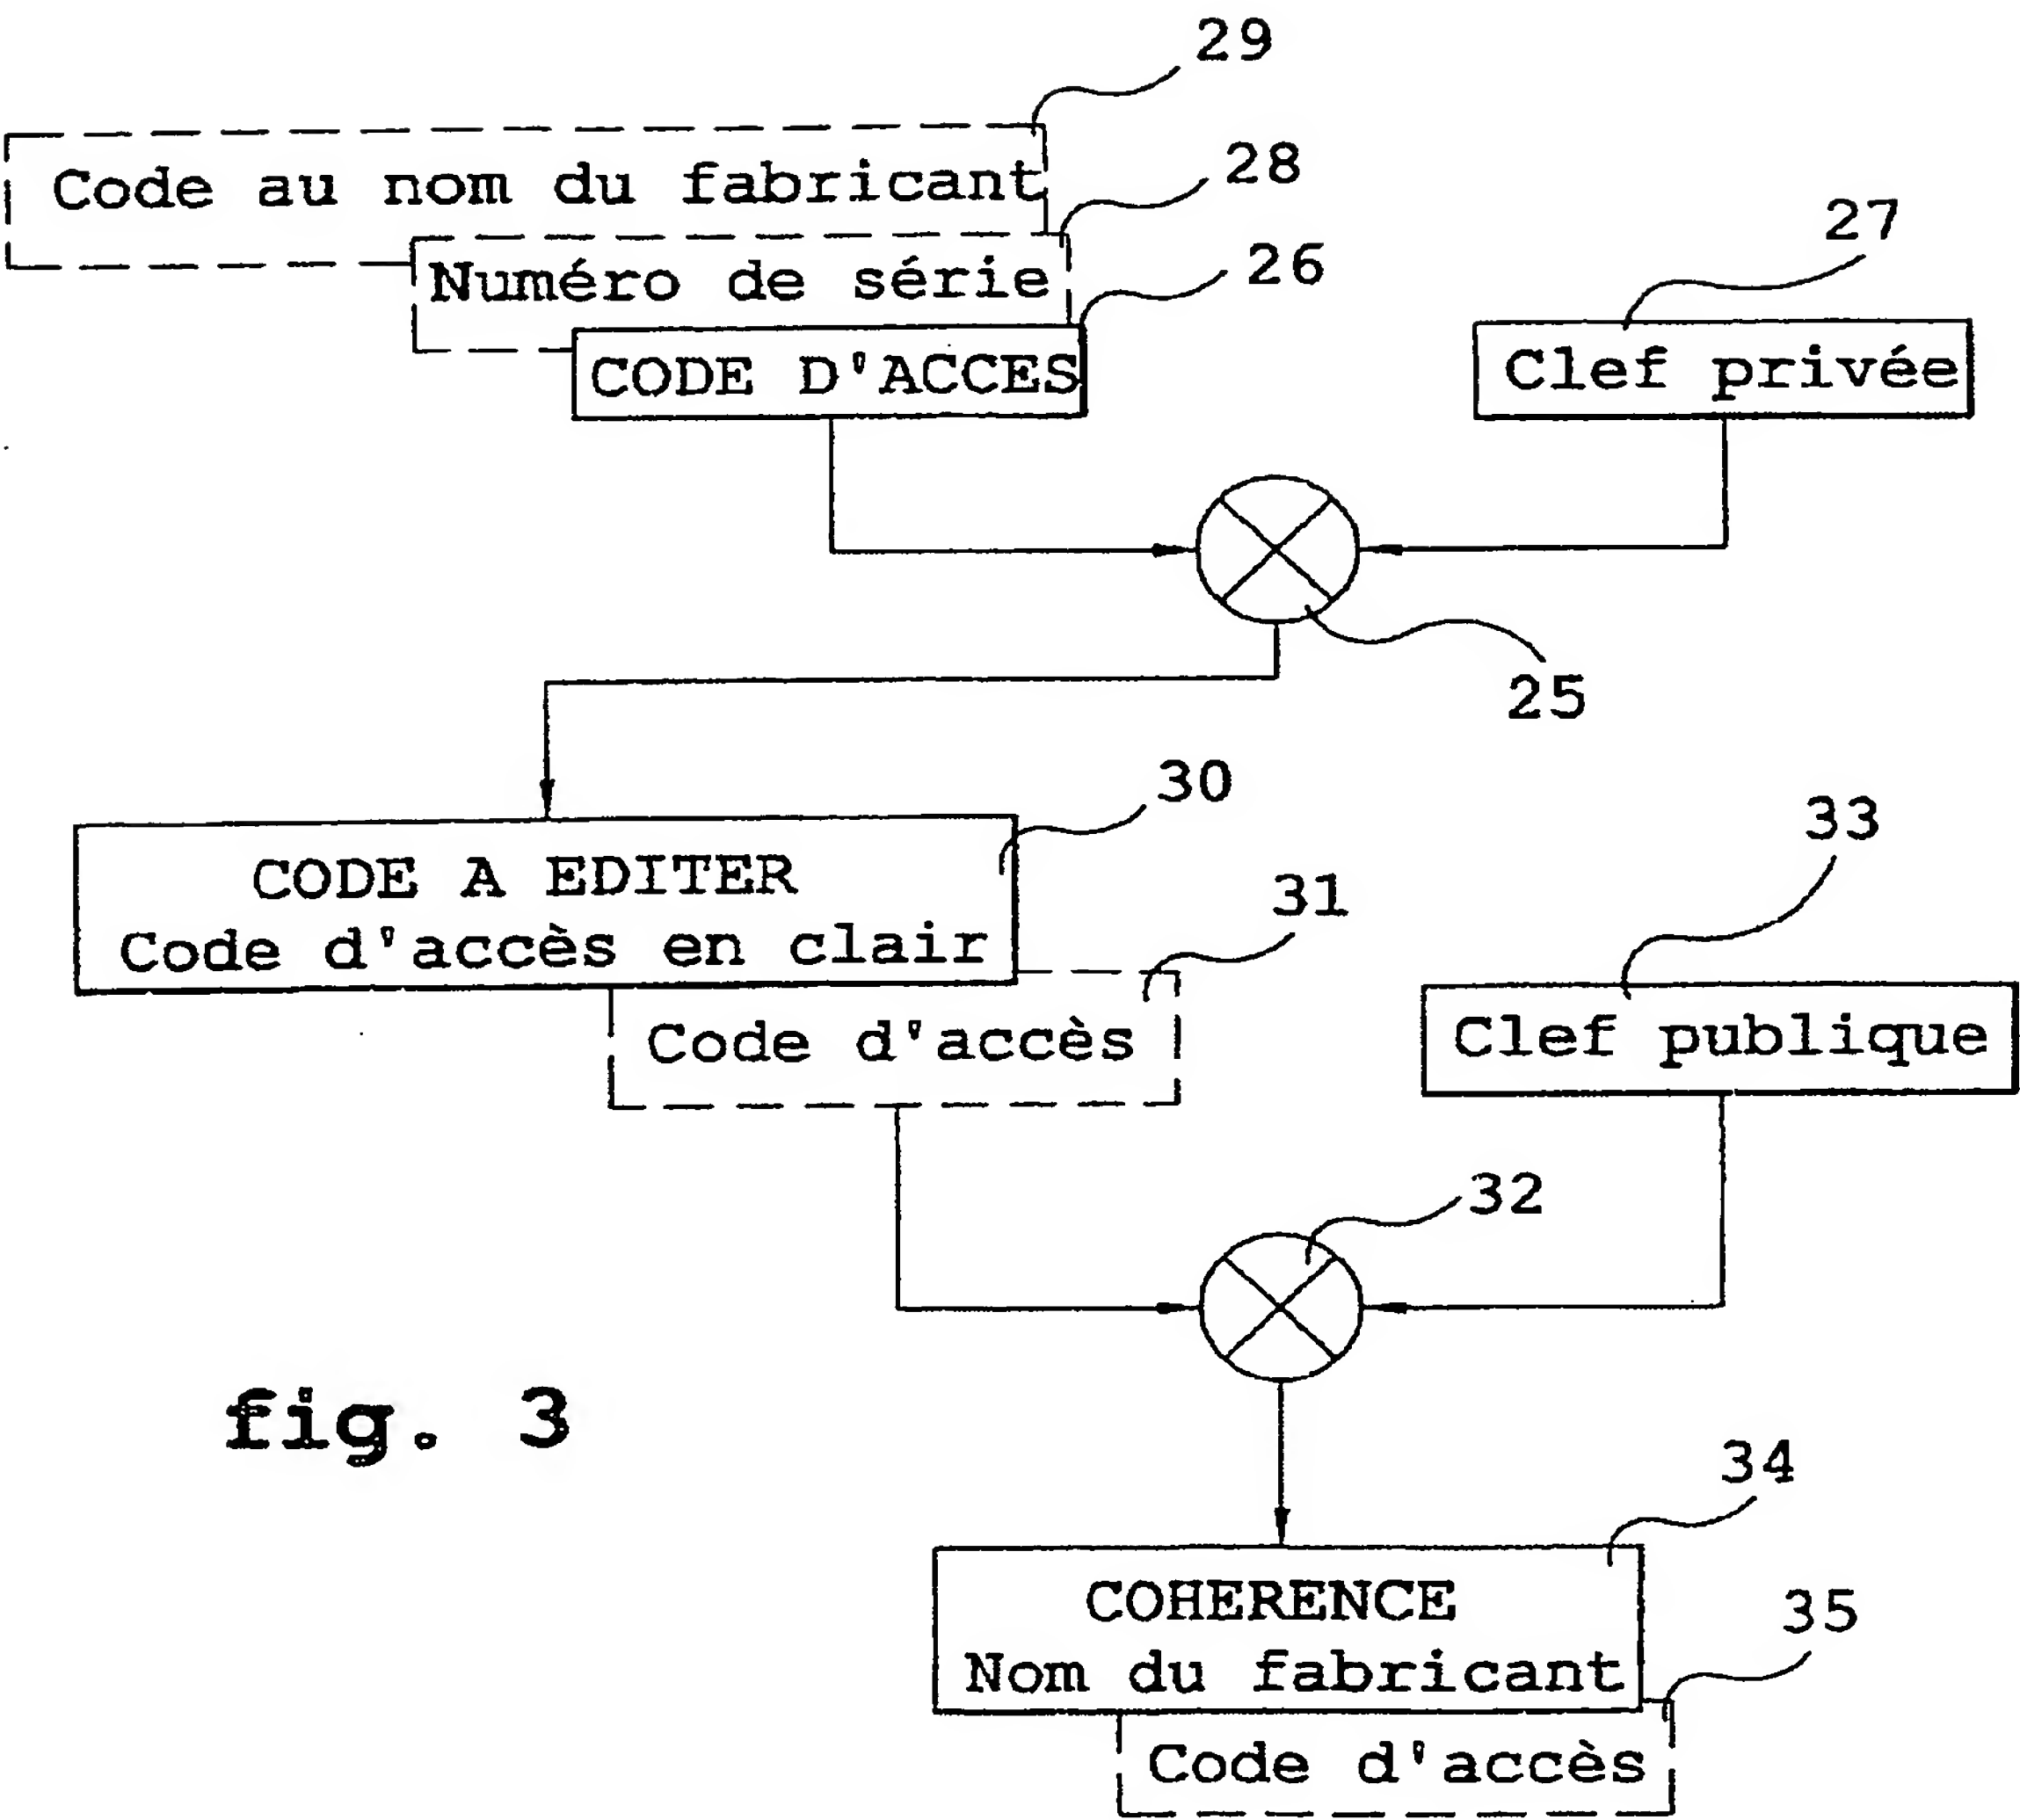 29
Code au nom du fabricant
28
Numéro de série
26
27
CODE D'ACCES
Clef privée
25
30
CODE A EDITER
Code d'accès en clair
31
33
Code d'accès
Clef publique
32
fig. 3
34
COHERENCE
Nom du fabricant
35
Code d'accès